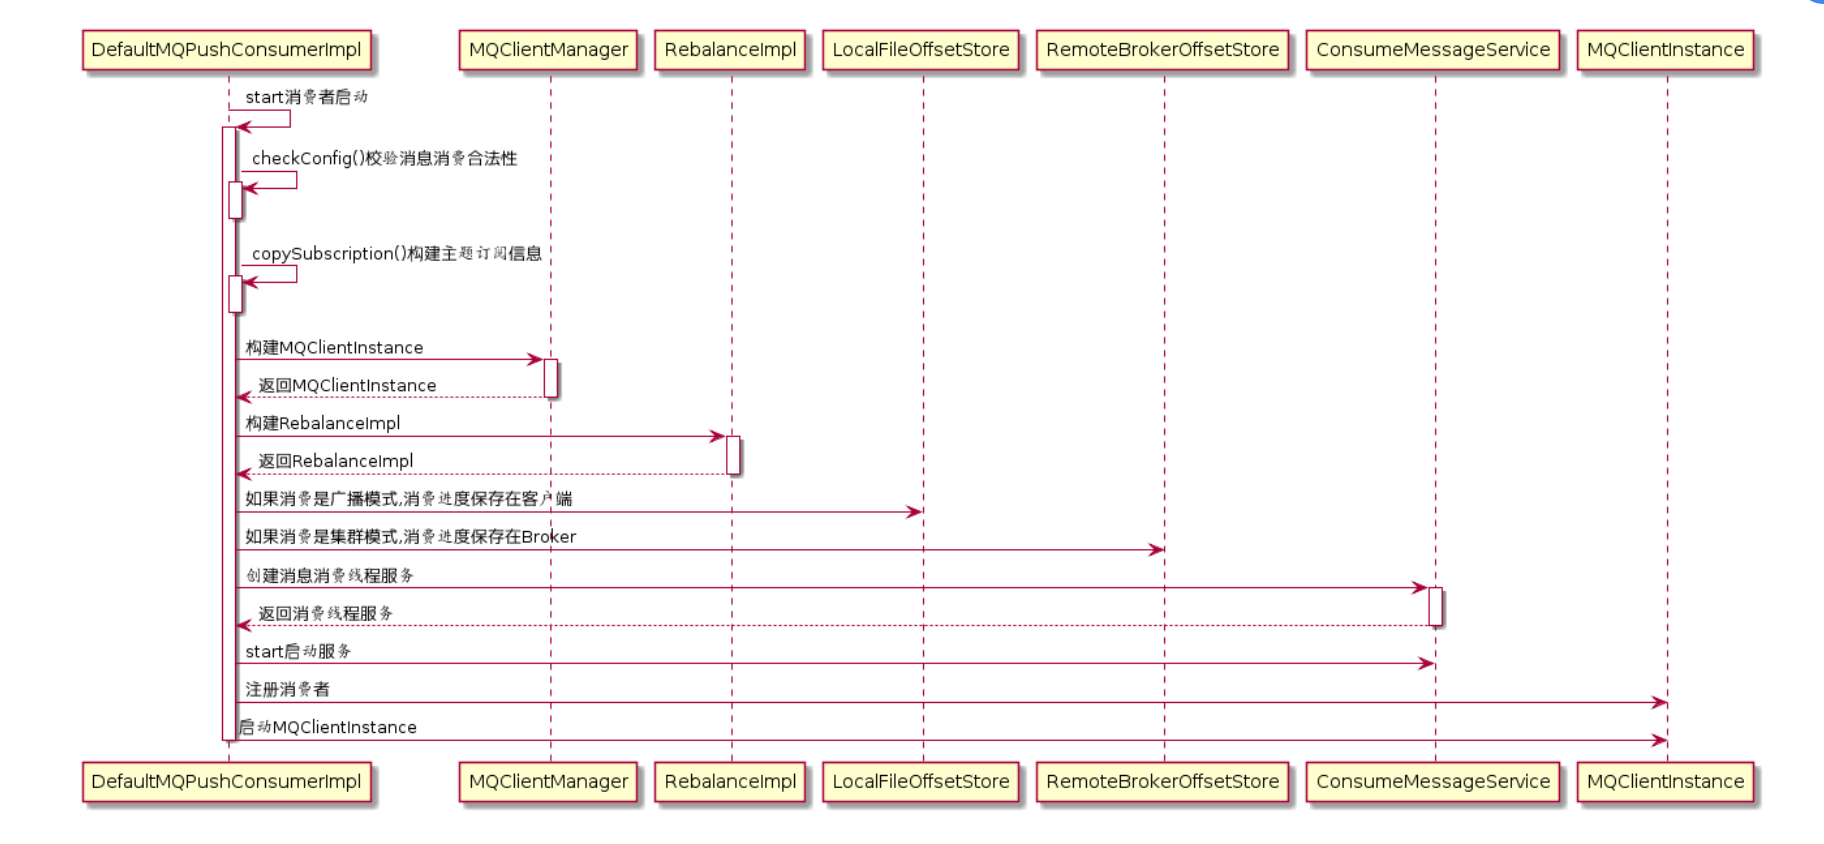 DefaultMQPushConsumerImpl MQClientManager RebalanceImpl LocalFileOffsetStore RemoteBrokerOffsetStore ConsumeMessageService MQClientInstance
start消费者启动
checkConfig()校验消息消费合法性
copySubscription()构建主题订阅信息
构建MQClientInstance
返回MQClientInstance
构建RebalanceImpl
返回RebalanceImpl
如果消费是广播模式,消费进度保存在客户端
如果消费是集群模式,消费进度保存在Broker
创建消息消费线程服务
返回消费线程服务
start启动服务
注册消费者
启动MQClientInstance
DefaultMQPushConsumerImpl MQClientManager RebalanceImpl LocalFileOffsetStore RemoteBrokerOffsetStore ConsumeMessageService MQClientInstance